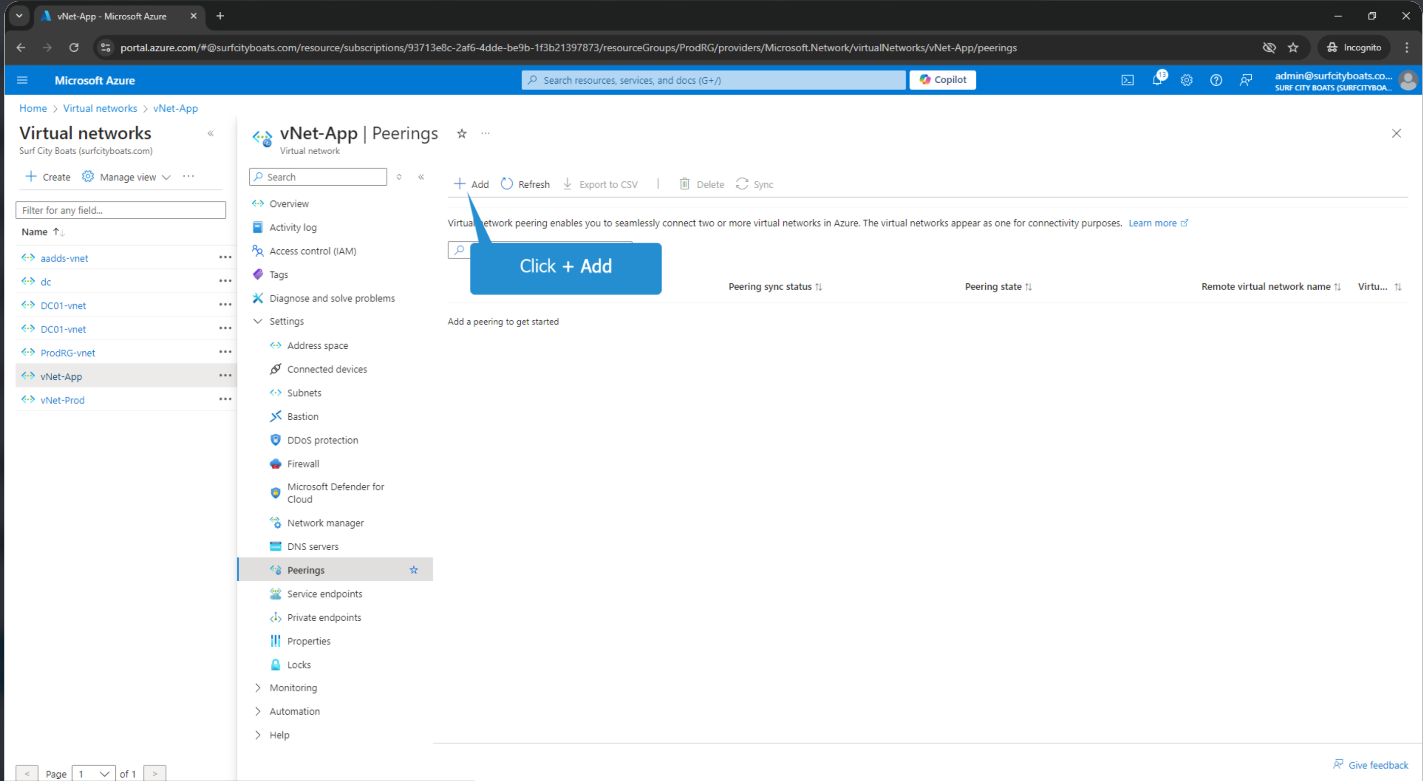 vNet-App - Microsoft Azure
portal.azure.com/#@surfcityboats.com/resource/subscriptions/93713e8c-2af6-4dde-be9b-1f3b21397873/resourceGroups/ProdRG/providers/Microsoft.Network/virtualNetworks/vNet-App/peerings
Incognito
Microsoft Azure
Search resources, services, and docs (G+/)
Copilot
13
admin@surfcityboats.co...
SURF CITY BOATS (SURFCITYBOA...
Home > Virtual networks > vNet-App
Virtual networks
Surf City Boats (surfcityboats.com)
+ Create
Manage view
Filter for any field...
Name ↑↓
aadds-vnet
dc
DC01-vnet
DC01-vnet
ProdRG-vnet
vNet-App
vNet-Prod
< Page 1 of 1 >
vNet-App | Peerings
Virtual network
Search
Overview
Activity log
Access control (IAM)
Tags
Diagnose and solve problems
Settings
Address space
Connected devices
Subnets
Bastion
DDoS protection
Firewall
Microsoft Defender for
Cloud
Network manager
DNS servers
Peerings
Service endpoints
Private endpoints
Properties
Locks
Monitoring
Automation
Help
+ Add
Refresh
Export to CSV
Delete
Sync
Virtual network peering enables you to seamlessly connect two or more virtual networks in Azure. The virtual networks appear as one for connectivity purposes. Learn more
Click + Add
Peering sync status ↑↓
Peering state ↑↓
Remote virtual network name ↑↓
Virtu... ↑↓
Add a peering to get started
Give feedback